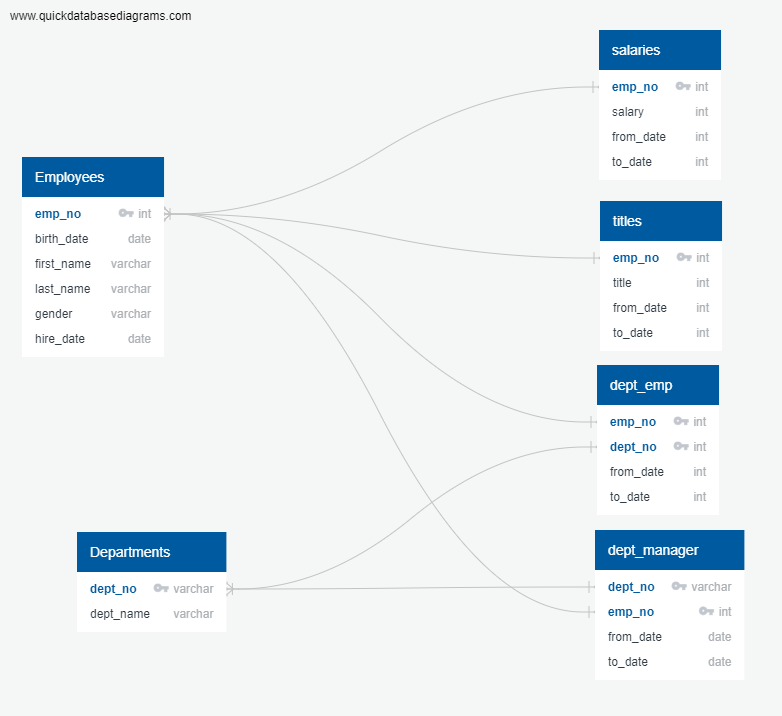 www.quickdatabasediagrams.com
Employees
emp_no int
birth_date date
first_name varchar
last_name varchar
gender varchar
hire_date date
Departments
dept_no varchar
dept_name varchar
salaries
emp_no int
salary int
from_date int
to_date int
titles
emp_no int
title int
from_date int
to_date int
dept_emp
emp_no int
dept_no int
from_date int
to_date int
dept_manager
dept_no varchar
emp_no int
from_date date
to_date date